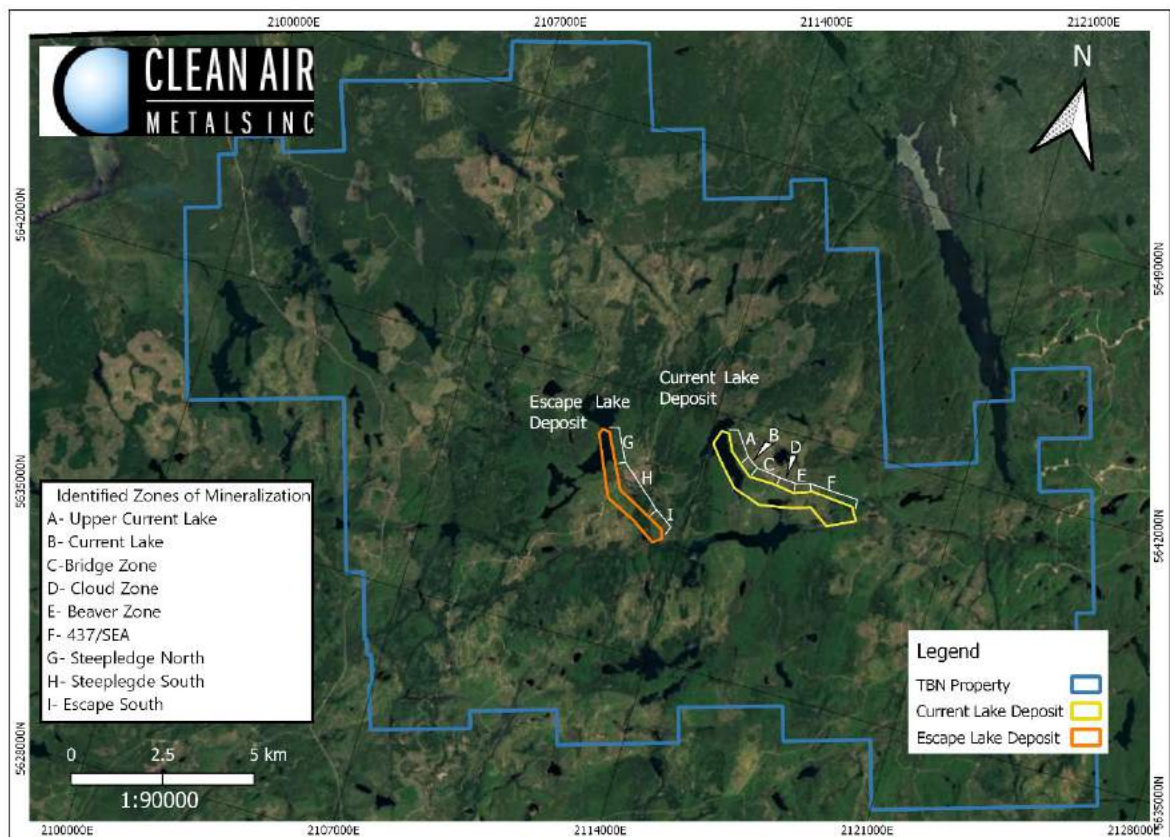 2100000E
2107000E
2114000E
2121000E
CLEAN AIR
METALS INC
N
5642000N
5649000N
Current Lake
Deposit
Escape Lake
Deposit
A
B
G
C
D
H
E
F
I
5635000N
5642000N
Identified Zones of Mineralization
A- Upper Current Lake
B- Current Lake
C-Bridge Zone
D- Cloud Zone
E- Beaver Zone
F- 437/SEA
G- Steepledge North
H- Steeplegde South
I- Escape South
Legend
TBN Property
Current Lake Deposit
Escape Lake Deposit
0 2.5 5 km
1:90000
5628000N
5635000N
2100000E
2107000E
2114000E
2121000E
2128000E